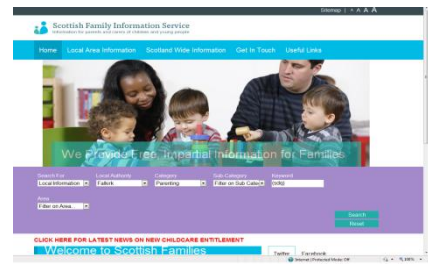 Sitemap | - A A A
Scottish Family Information Service
Information for parents and carers of children and young people
Home Local Area Information Scotland Wide Information Get In Touch Useful Links
We Provide Free, Impartial Information for Families
Search For Local Authority Category Sub-Category Keyword
Local Information Falkirk Parenting Filter on Sub Cate
Area
Filter on Area..
Search
Reset
CLICK HERE FOR LATEST NEWS ON NEW CHILDCARE ENTITLEMENT
Welcome to Scottish Families
Twitter Facebook
Internet | Protected Mode: Off